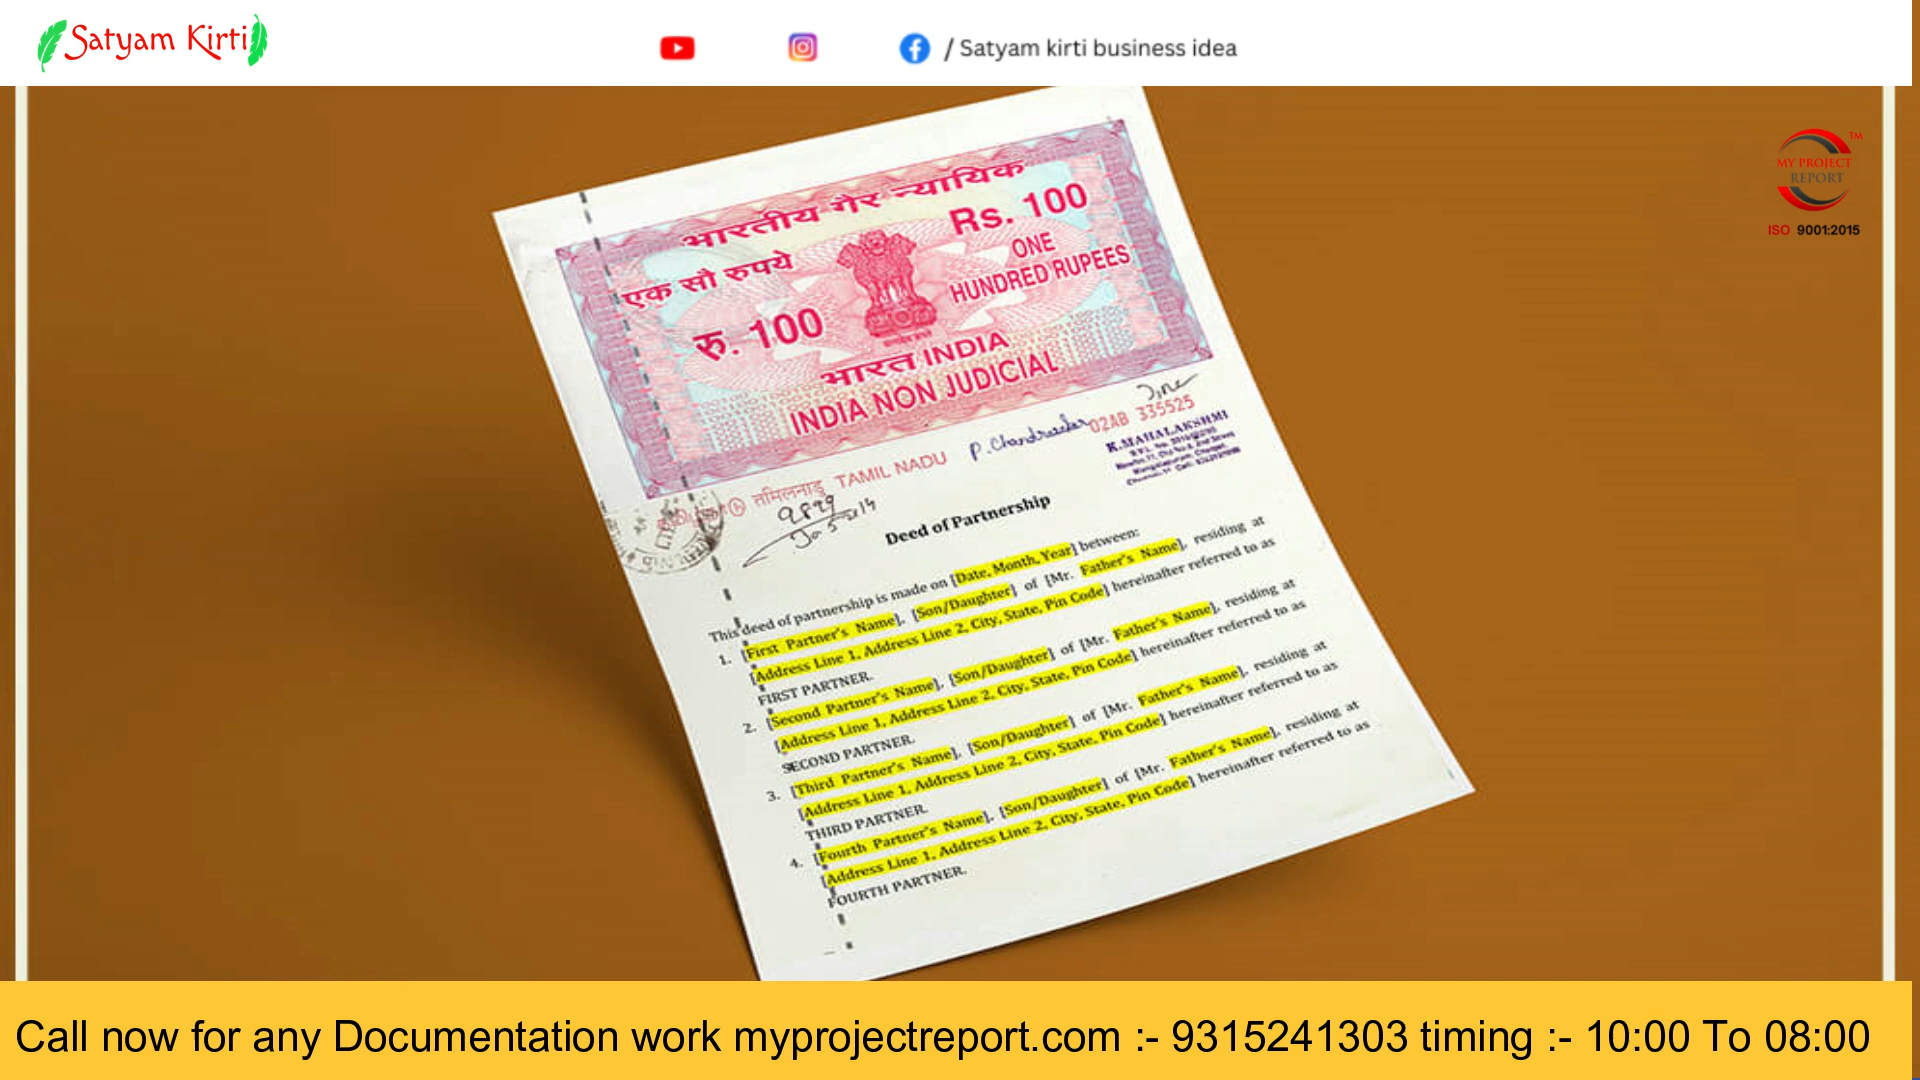 Satyam Kirti
/ Satyam kirti business idea
TM
MY PROJECT
REPORT
ISO 9001:2015
भारतीय गैर न्यायिक
एक सौ रुपये
Rs. 100
रु. 100
ONE
HUNDRED RUPEES
भारत INDIA
INDIA NON JUDICIAL
तमिलनाडु TAMIL NADU
P. Chandrasekar
02AB 335525
K.MAHALAKSHMI
Deed of Partnership
This deed of partnership is made on [Date, Month, Year] between:
1. [First Partner's Name], [Son/Daughter] of [Mr. Father's Name], residing at
[Address Line 1, Address Line 2, City, State, Pin Code] hereinafter referred to as
FIRST PARTNER.
2. [Second Partner's Name], [Son/Daughter] of [Mr. Father's Name], residing at
[Address Line 1, Address Line 2, City, State, Pin Code] hereinafter referred to as
SECOND PARTNER.
3. [Third Partner's Name], [Son/Daughter] of [Mr. Father's Name], residing at
[Address Line 1, Address Line 2, City, State, Pin Code] hereinafter referred to as
THIRD PARTNER.
4. [Fourth Partner's Name], [Son/Daughter] of [Mr. Father's Name], residing at
[Address Line 1, Address Line 2, City, State, Pin Code] hereinafter referred to as
FOURTH PARTNER.
Call now for any Documentation work myprojectreport.com :- 9315241303 timing :- 10:00 To 08:00